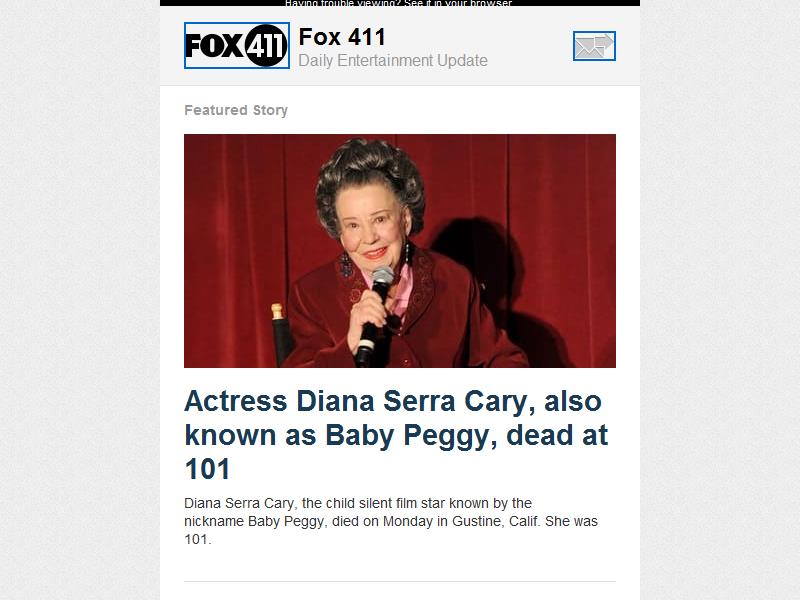 Having trouble viewing? See it in your browser
FOX 411
Fox 411
Daily Entertainment Update
Featured Story
Actress Diana Serra Cary, also
known as Baby Peggy, dead at
101
Diana Serra Cary, the child silent film star known by the
nickname Baby Peggy, died on Monday in Gustine, Calif. She was
101.